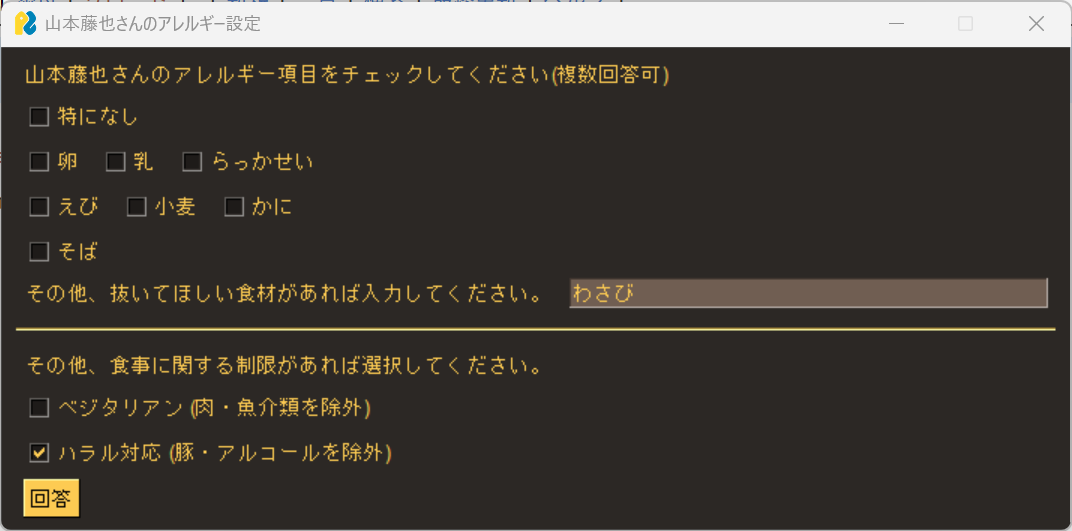 山本藤也さんのアレルギー設定
山本藤也さんのアレルギー項目をチェックしてください(複数回答可)
特になし
卵 乳 らっかせい
えび 小麦 かに
そば
その他、抜いてほしい食材があれば入力してください。 わさび
その他、食事に関する制限があれば選択してください。
ベジタリアン (肉・魚介類を除外)
ハラル対応 (豚・アルコールを除外)
回答